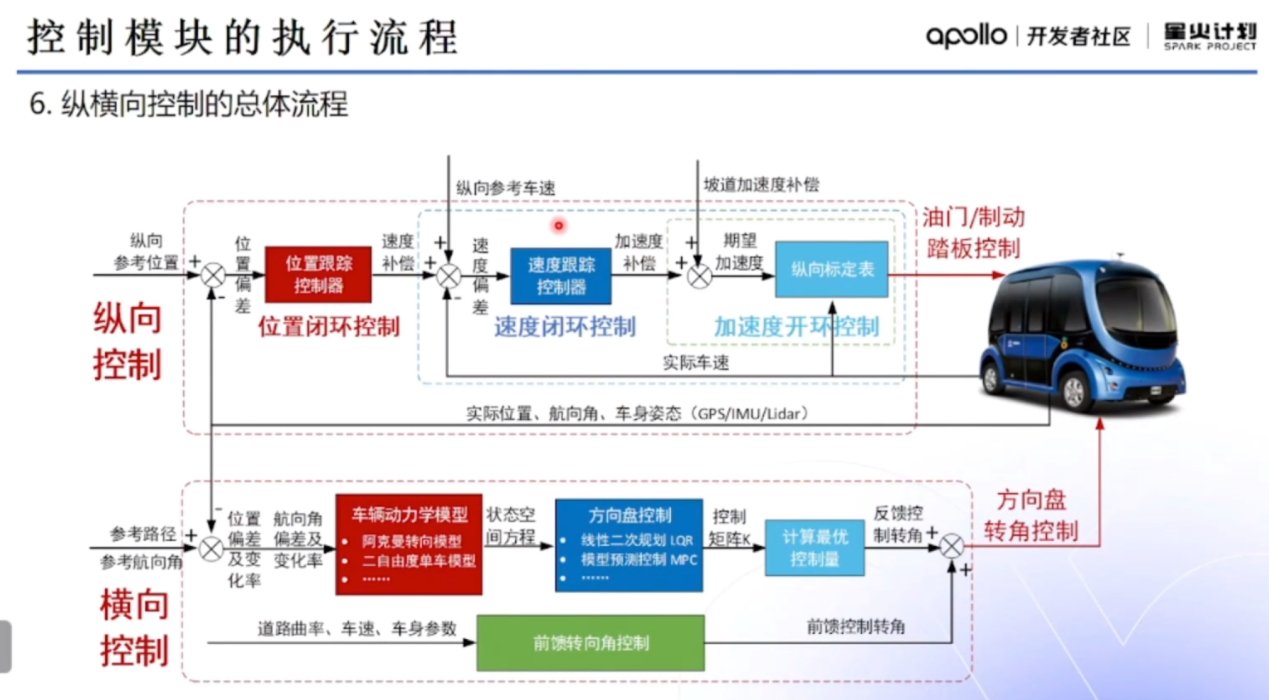 控制模块的执行流程
apollo 开发者社区
星火计划
SPARK PROJECT
6. 纵横向控制的总体流程
纵向参考车速
坡道加速度补偿
油门/制动
踏板控制
纵向
参考位置
+
-
位置偏差
位置跟踪
控制器
速度
补偿
+
+
-
速度偏差
速度跟踪
控制器
加速度
补偿
+
+
期望
加速度
纵向标定表
纵向
控制
位置闭环控制
速度闭环控制
加速度开环控制
实际车速
实际位置、航向角、车身姿态（GPS/IMU/Lidar）
参考路径
参考航向角
+
-
位置
偏差
及变
化率
航向角
偏差及
变化率
车辆动力学模型
• 阿克曼转向模型
• 二自由度单车模型
• ……
状态空
间方程
方向盘控制
• 线性二次规划 LQR
• 模型预测控制 MPC
• ……
控制
矩阵K
计算最优
控制量
反馈控
制转角
+
+
方向盘
转角控制
横向
控制
道路曲率、车速、车身参数
前馈转向角控制
前馈控制转角